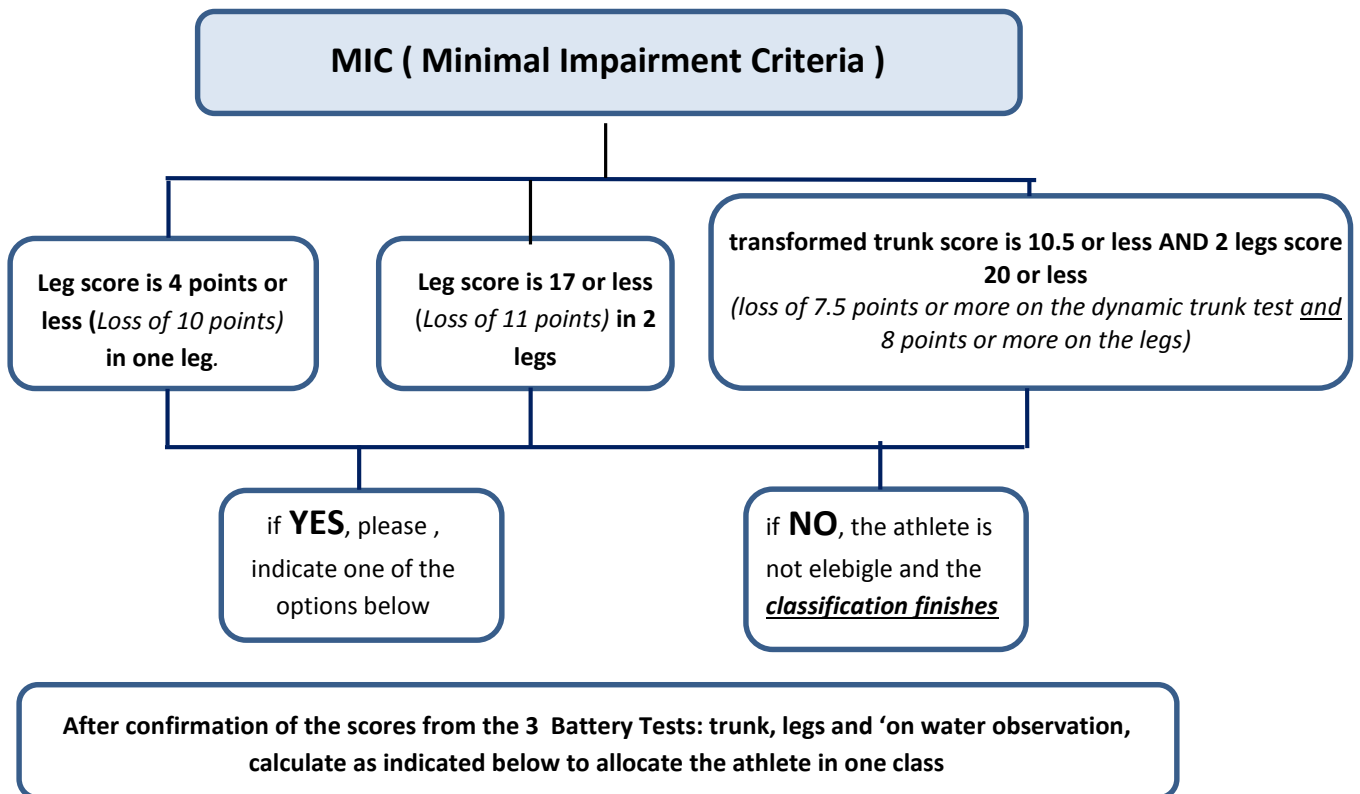 MIC ( Minimal Impairment Criteria )
Leg score is 4 points or
less (Loss of 10 points)
in one leg.
Leg score is 17 or less
(Loss of 11 points) in 2
legs
transformed trunk score is 10.5 or less AND 2 legs score
20 or less
(loss of 7.5 points or more on the dynamic trunk test and
8 points or more on the legs)
if YES, please ,
indicate one of the
options below
if NO, the athlete is
not elebigle and the
classification finishes
After confirmation of the scores from the 3 Battery Tests: trunk, legs and ‘on water observation,
calculate as indicated below to allocate the athlete in one class